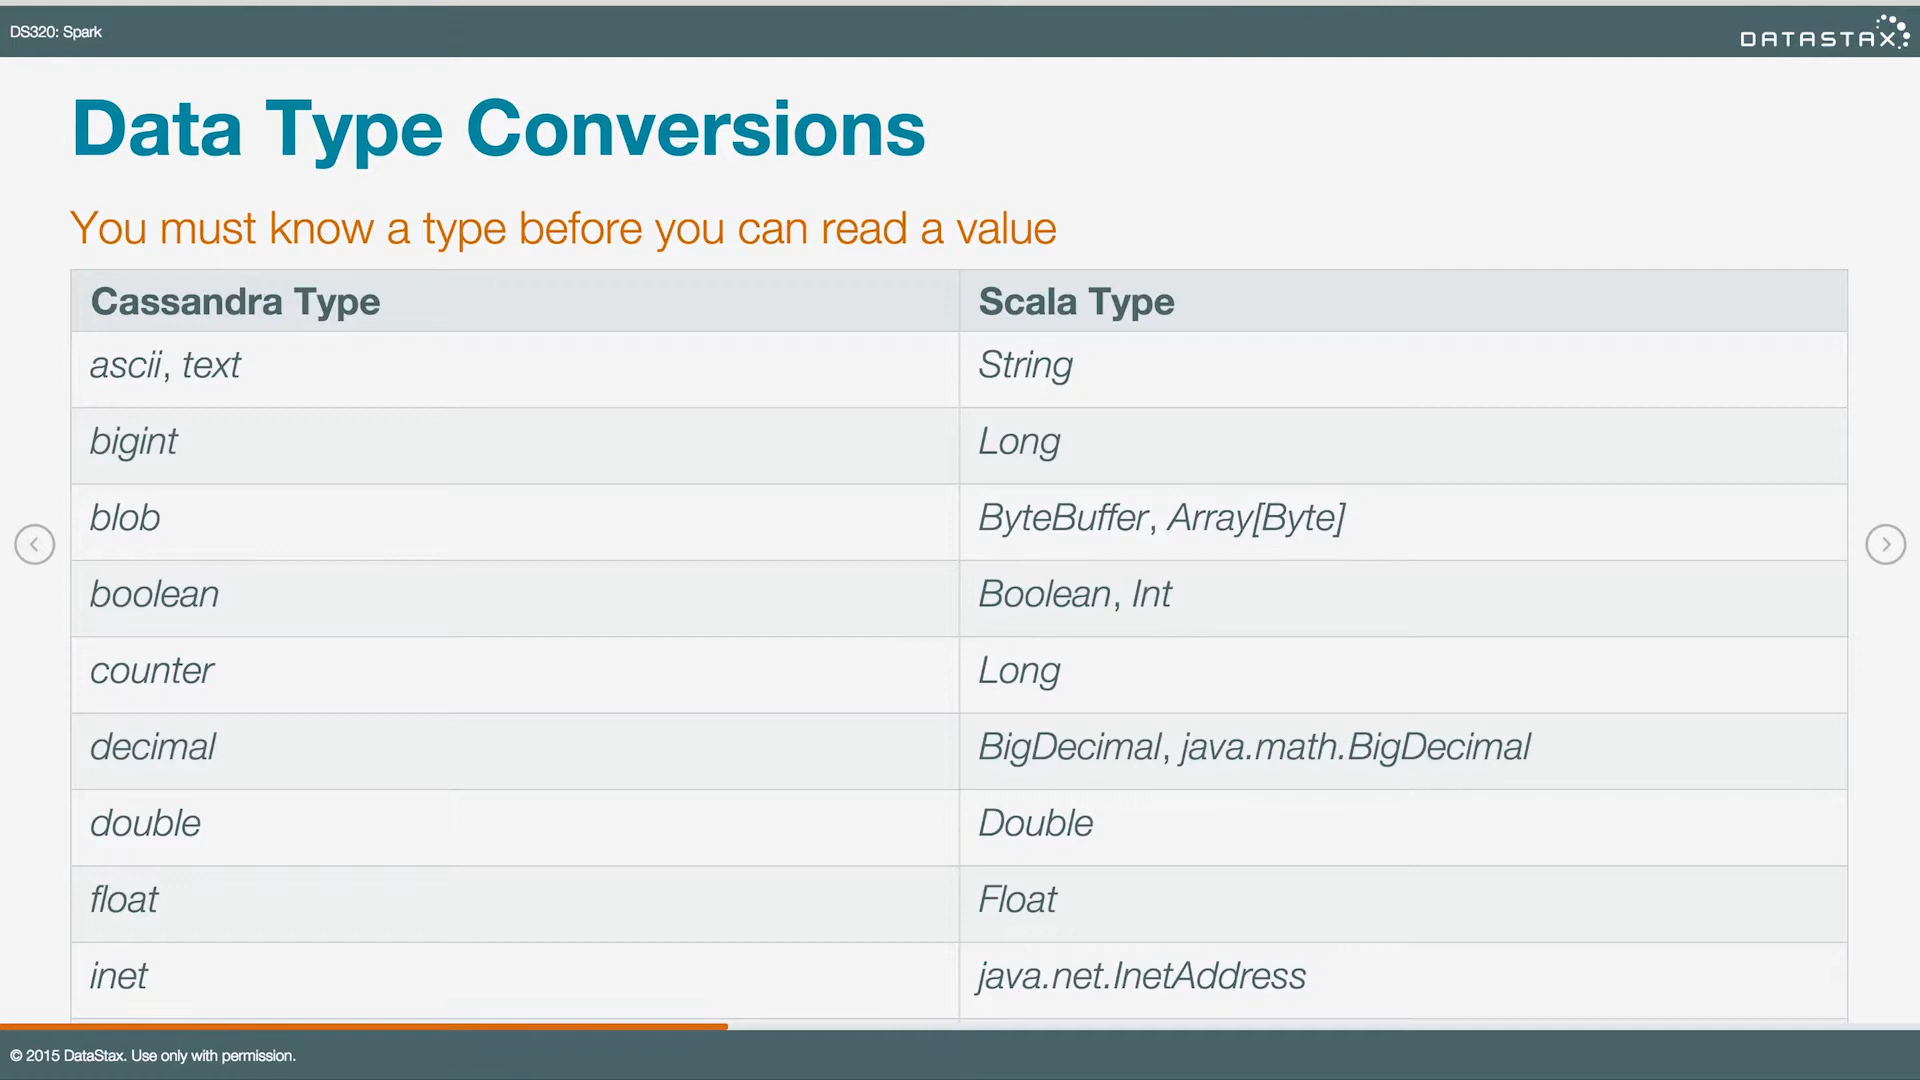 DS320: Spark
DATASTAX
Data Type Conversions
You must know a type before you can read a value
Cassandra Type Scala Type
ascii, text String
bigint Long
blob ByteBuffer, Array[Byte]
boolean Boolean, Int
counter Long
decimal BigDecimal, java.math.BigDecimal
double Double
float Float
inet java.net.InetAddress
© 2015 DataStax. Use only with permission.